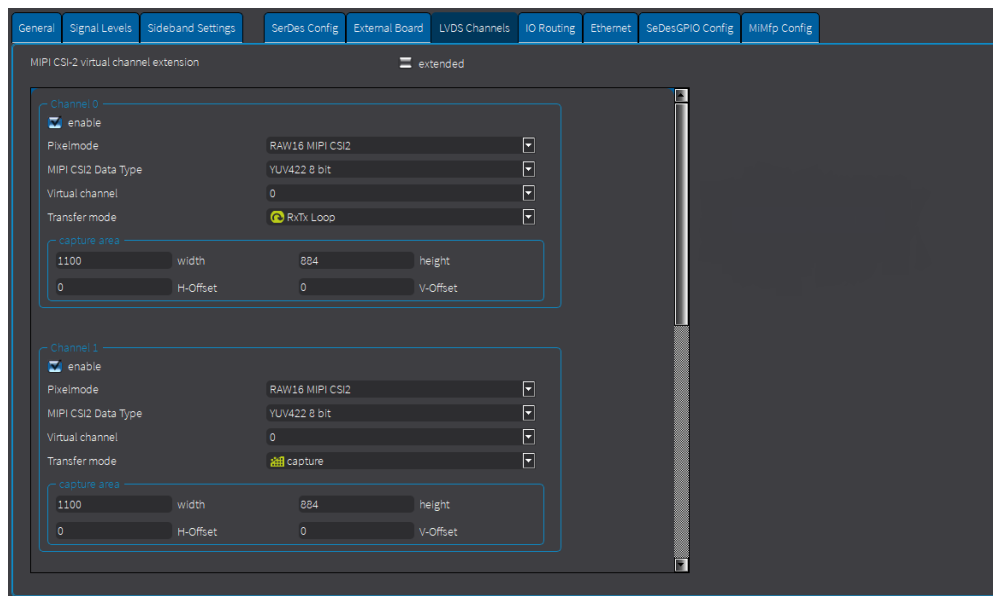 General Signal Levels Sideband Settings SerDes Config External Board LVDS Channels IO Routing Ethernet SeDesGPIO Config MiMfp Config
MIPI CSI-2 virtual channel extension extended
Channel 0
enable
Pixelmode RAW16 MIPI CSI2
MIPI CSI2 Data Type YUV422 8 bit
Virtual channel 0
Transfer mode RxTx Loop
capture area
1100 width 884 height
0 H-Offset 0 V-Offset
Channel 1
enable
Pixelmode RAW16 MIPI CSI2
MIPI CSI2 Data Type YUV422 8 bit
Virtual channel 0
Transfer mode capture
capture area
1100 width 884 height
0 H-Offset 0 V-Offset